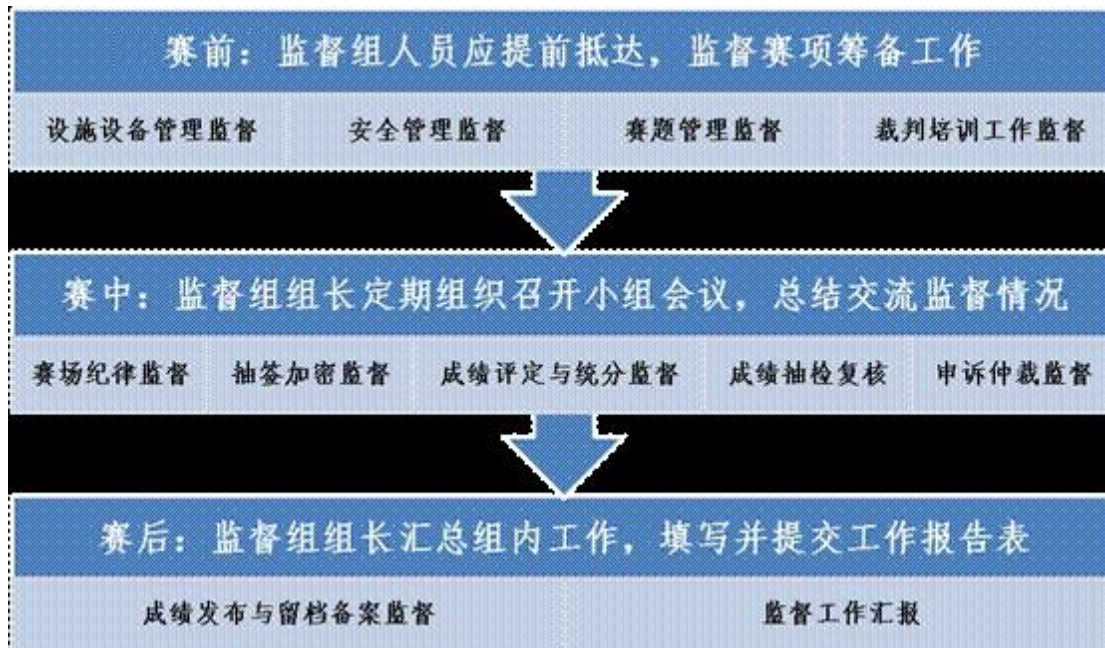 赛前：监督组人员应提前抵达，监督赛项筹备工作
设施设备管理监督 安全管理监督 赛题管理监督 裁判培训工作监督
赛中：监督组组长定期组织召开小组会议，总结交流监督情况
赛场纪律监督 抽签加密监督 成绩评定与统分监督 成绩抽检复核 申诉仲裁监督
赛后：监督组组长汇总组内工作，填写并提交工作报告表
成绩发布与留档备案监督 监督工作汇报